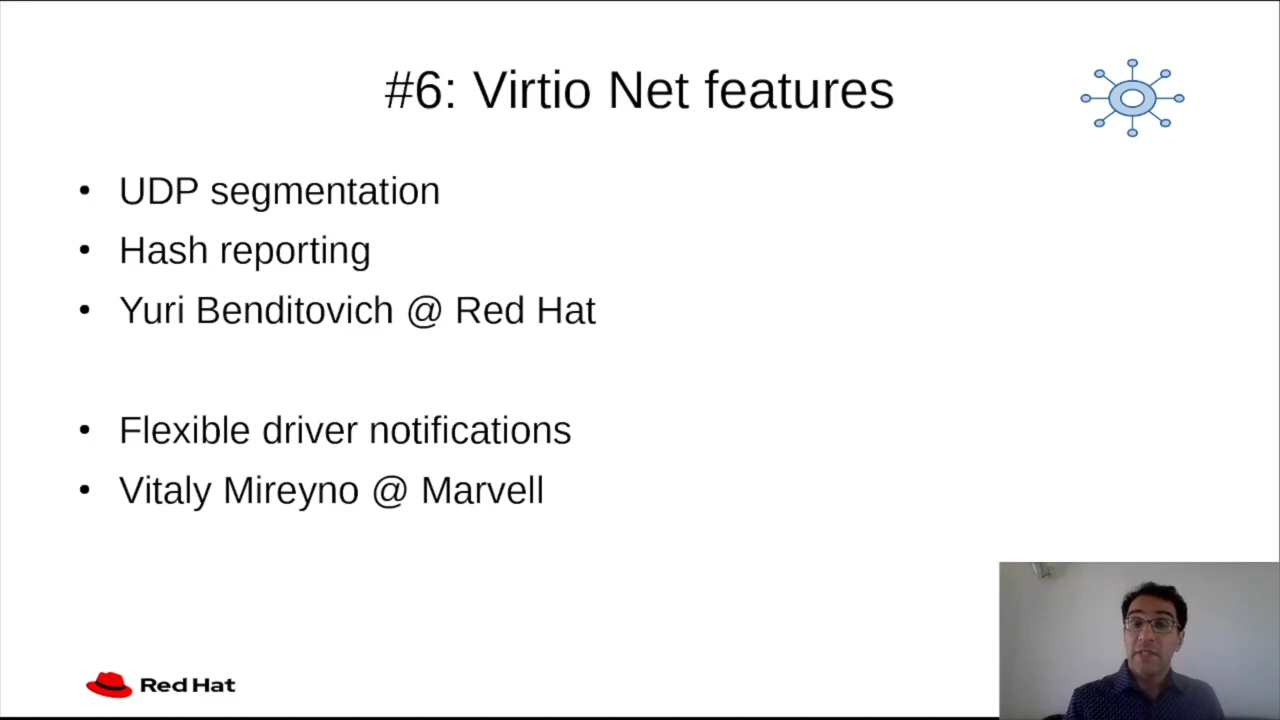 #6: Virtio Net features
• UDP segmentation
• Hash reporting
• Yuri Benditovich @ Red Hat
• Flexible driver notifications
• Vitaly Mireyno @ Marvell
Red Hat